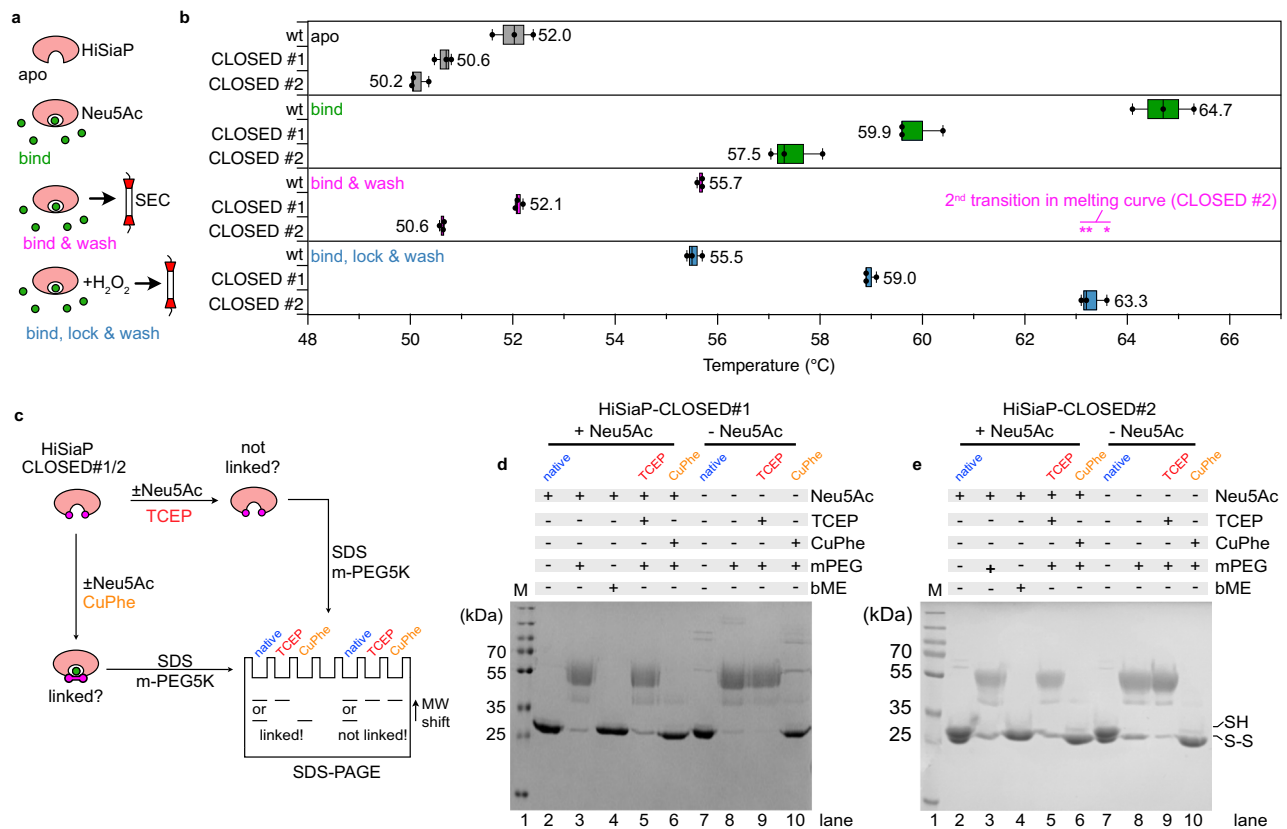 a
HiSiaP
apo
Neu5Ac
bind
SEC
bind & wash
+H2O2
bind, lock & wash
b
wt apo
CLOSED #1
CLOSED #2
52.0
50.6
50.2
wt bind
CLOSED #1
CLOSED #2
64.7
59.9
57.5
wt bind & wash
CLOSED #1
CLOSED #2
55.7
52.1
50.6
2nd transition in melting curve (CLOSED #2)
** *
wt bind, lock & wash
CLOSED #1
CLOSED #2
55.5
59.0
63.3
48 50 52 54 56 58 60 62 64 66
Temperature (°C)
c
HiSiaP
CLOSED#1/2
±Neu5Ac
TCEP
not
linked?
±Neu5Ac
CuPhe
SDS
m-PEG5K
linked?
SDS
m-PEG5K
native TCEP CuPhe native TCEP CuPhe
or or
linked! not linked!
MW
shift
SDS-PAGE
d
HiSiaP-CLOSED#1
+ Neu5Ac - Neu5Ac
native TCEP CuPhe native TCEP CuPhe
+ + + + + - - - - Neu5Ac
- - - + - - - + - TCEP
- - - - + - - - + CuPhe
- + - + + - + + + mPEG
- - + - - - - - - bME
M
(kDa)
70
55
35
25
1 2 3 4 5 6 7 8 9 10 lane
e
HiSiaP-CLOSED#2
+ Neu5Ac - Neu5Ac
native TCEP CuPhe native TCEP CuPhe
+ + + + + - - - - Neu5Ac
- - - + - - - + - TCEP
- - - - + - - - + CuPhe
- + - + + - + + + mPEG
- - + - - - - - - bME
M
(kDa)
70
55
35
25
SH
S-S
1 2 3 4 5 6 7 8 9 10 lane